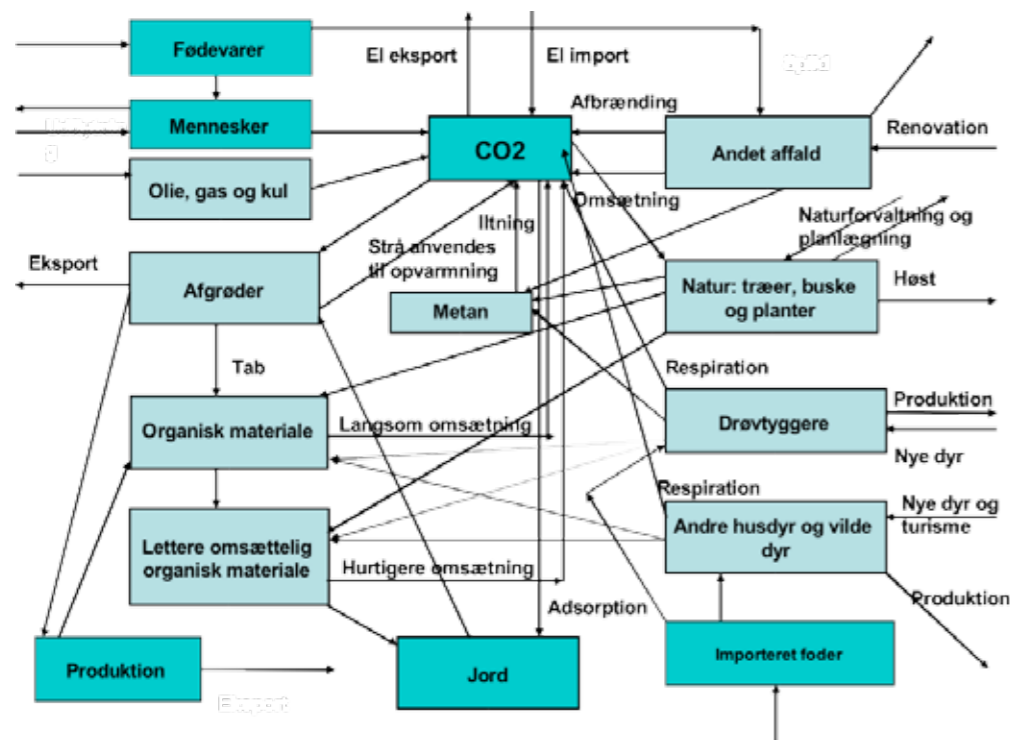 Fødevarer
El eksport
El import
Afbrænding
Mennesker
CO2
Andet affald
Renovation
Olie, gas og kul
Omsætning
Iltning
Naturforvaltning og
planlægning
Strå anvendes
til opvarmning
Eksport
Afgrøder
Metan
Natur: træer, buske
og planter
Høst
Tab
Respiration
Organisk materiale
Langsom omsætning
Drøvtyggere
Produktion
Nye dyr
Respiration
Lettere omsættelig
organisk materiale
Hurtigere omsætning
Andre husdyr og vilde
dyr
Nye dyr og
turisme
Adsorption
Produktion
Produktion
Jord
Importeret foder
Eksport